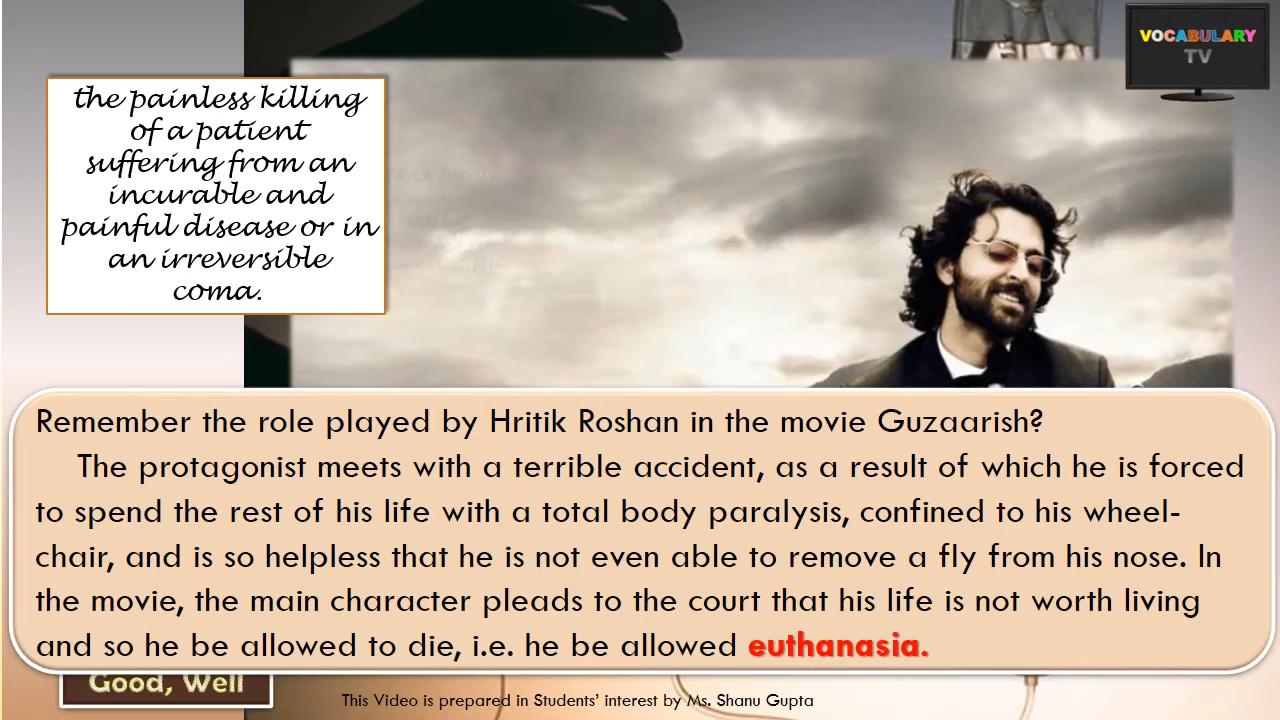 VOCABULARY
TV
the painless killing
of a patient
suffering from an
incurable and
painful disease or in
an irreversible
coma.
Remember the role played by Hritik Roshan in the movie Guzaarish?
The protagonist meets with a terrible accident, as a result of which he is forced
to spend the rest of his life with a total body paralysis, confined to his wheel-
chair, and is so helpless that he is not even able to remove a fly from his nose. In
the movie, the main character pleads to the court that his life is not worth living
and so he be allowed to die, i.e. he be allowed euthanasia.
Good, Well
This Video is prepared in Students' interest by Ms. Shanu Gupta